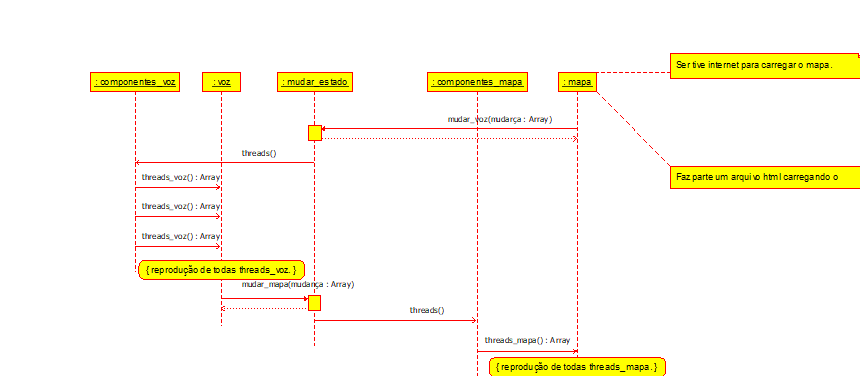 Ser tive internet para carregar o mapa.
: componentes_voz
: voz
: mudar_estado
: componentes_mapa
: mapa
mudar_voz(mudança : Array)
threads()
Faz parte um arquivo html carregando o
threads_voz() : Array
threads_voz() : Array
threads_voz() : Array
{ reprodução de todas threads_voz. }
mudar_mapa(mudança : Array)
threads()
threads_mapa() : Array
{ reprodução de todas threads_mapa. }